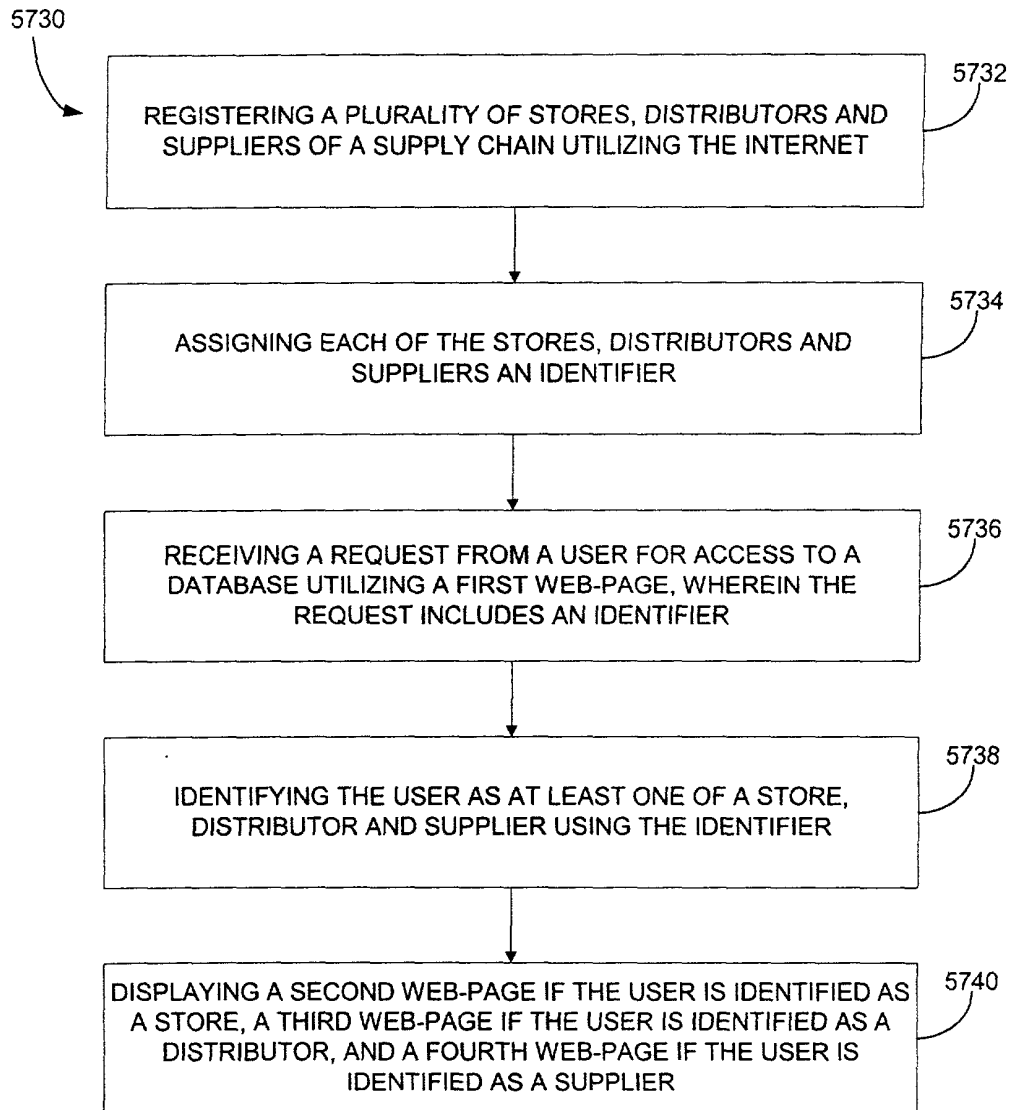 5730
5732
REGISTERING A PLURALITY OF STORES, DISTRIBUTORS AND
SUPPLIERS OF A SUPPLY CHAIN UTILIZING THE INTERNET
5734
ASSIGNING EACH OF THE STORES, DISTRIBUTORS AND
SUPPLIERS AN IDENTIFIER
5736
RECEIVING A REQUEST FROM A USER FOR ACCESS TO A
DATABASE UTILIZING A FIRST WEB-PAGE, WHEREIN THE
REQUEST INCLUDES AN IDENTIFIER
5738
IDENTIFYING THE USER AS AT LEAST ONE OF A STORE,
DISTRIBUTOR AND SUPPLIER USING THE IDENTIFIER
5740
DISPLAYING A SECOND WEB-PAGE IF THE USER IS IDENTIFIED AS
A STORE, A THIRD WEB-PAGE IF THE USER IS IDENTIFIED AS A
DISTRIBUTOR, AND A FOURTH WEB-PAGE IF THE USER IS
IDENTIFIED AS A SUPPLIER